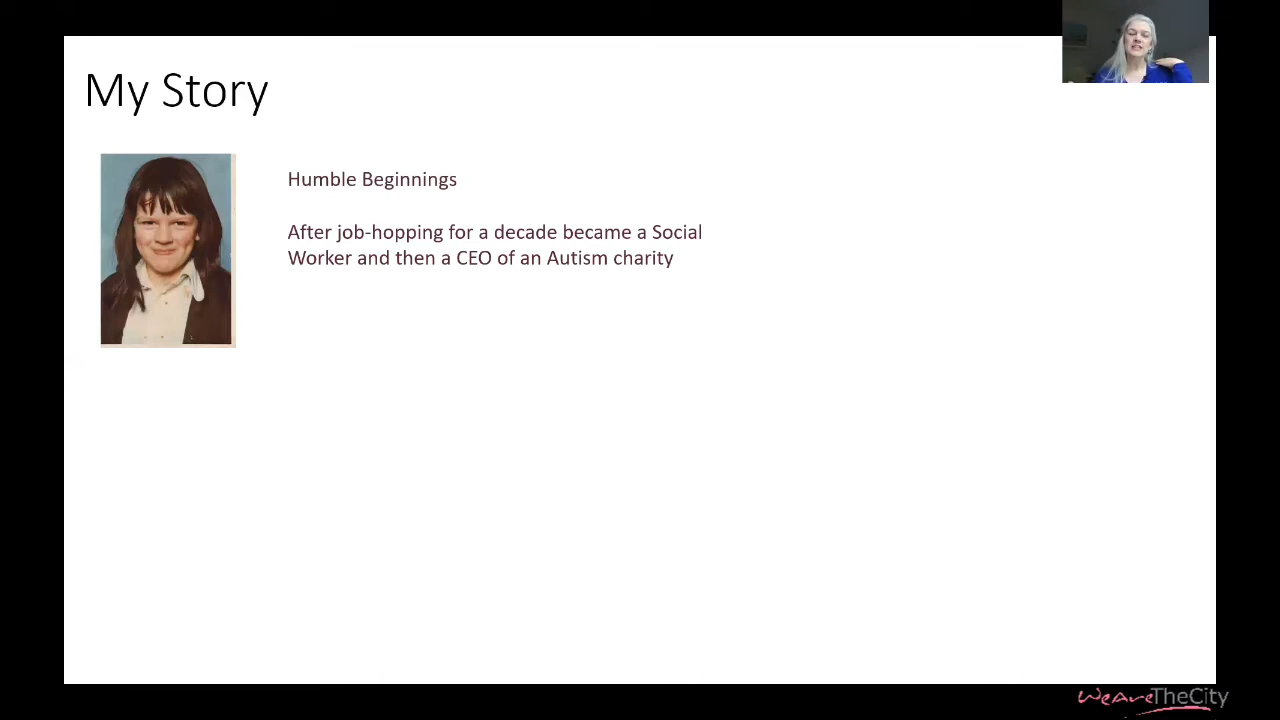 My Story
Humble Beginnings
After job-hopping for a decade became a Social
Worker and then a CEO of an Autism charity
WeAreTheCity